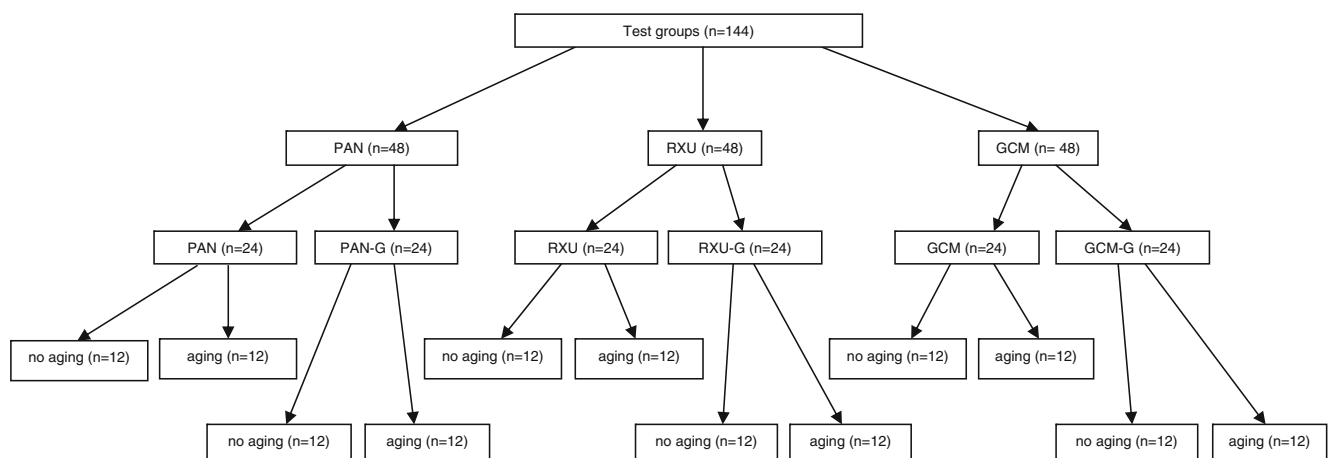 Test groups (n=144)
PAN (n=48)
RXU (n=48)
GCM (n= 48)
PAN (n=24)
PAN-G (n=24)
RXU (n=24)
RXU-G (n=24)
GCM (n=24)
GCM-G (n=24)
no aging (n=12)
aging (n=12)
no aging (n=12)
aging (n=12)
no aging (n=12)
aging (n=12)
no aging (n=12)
aging (n=12)
no aging (n=12)
aging (n=12)
no aging (n=12)
aging (n=12)